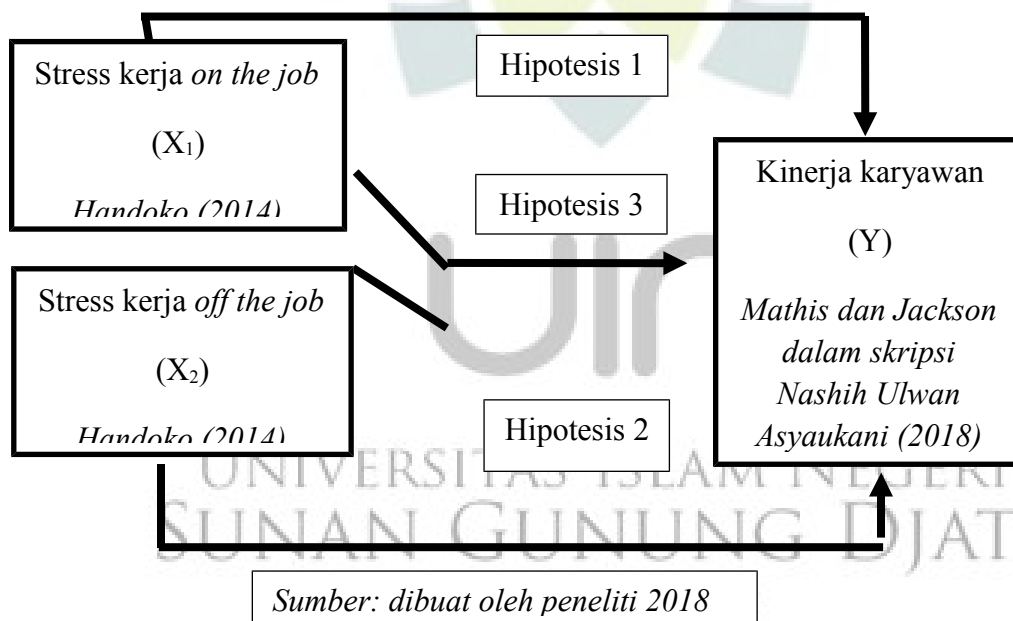 Hipotesis 1
Stress kerja on the job
(X₁)
Handoko (2014)
Kinerja karyawan
(Y)
Mathis dan Jackson
dalam skripsi
Nashih Ulwan
Asyaukani (2018)
Hipotesis 3
Stress kerja off the job
(X₂)
Handoko (2014)
Hipotesis 2
uin
UNIVERSITAS ISLAM NEGERI
SUNAN GUNUNG DJAT
Sumber: dibuat oleh peneliti 2018